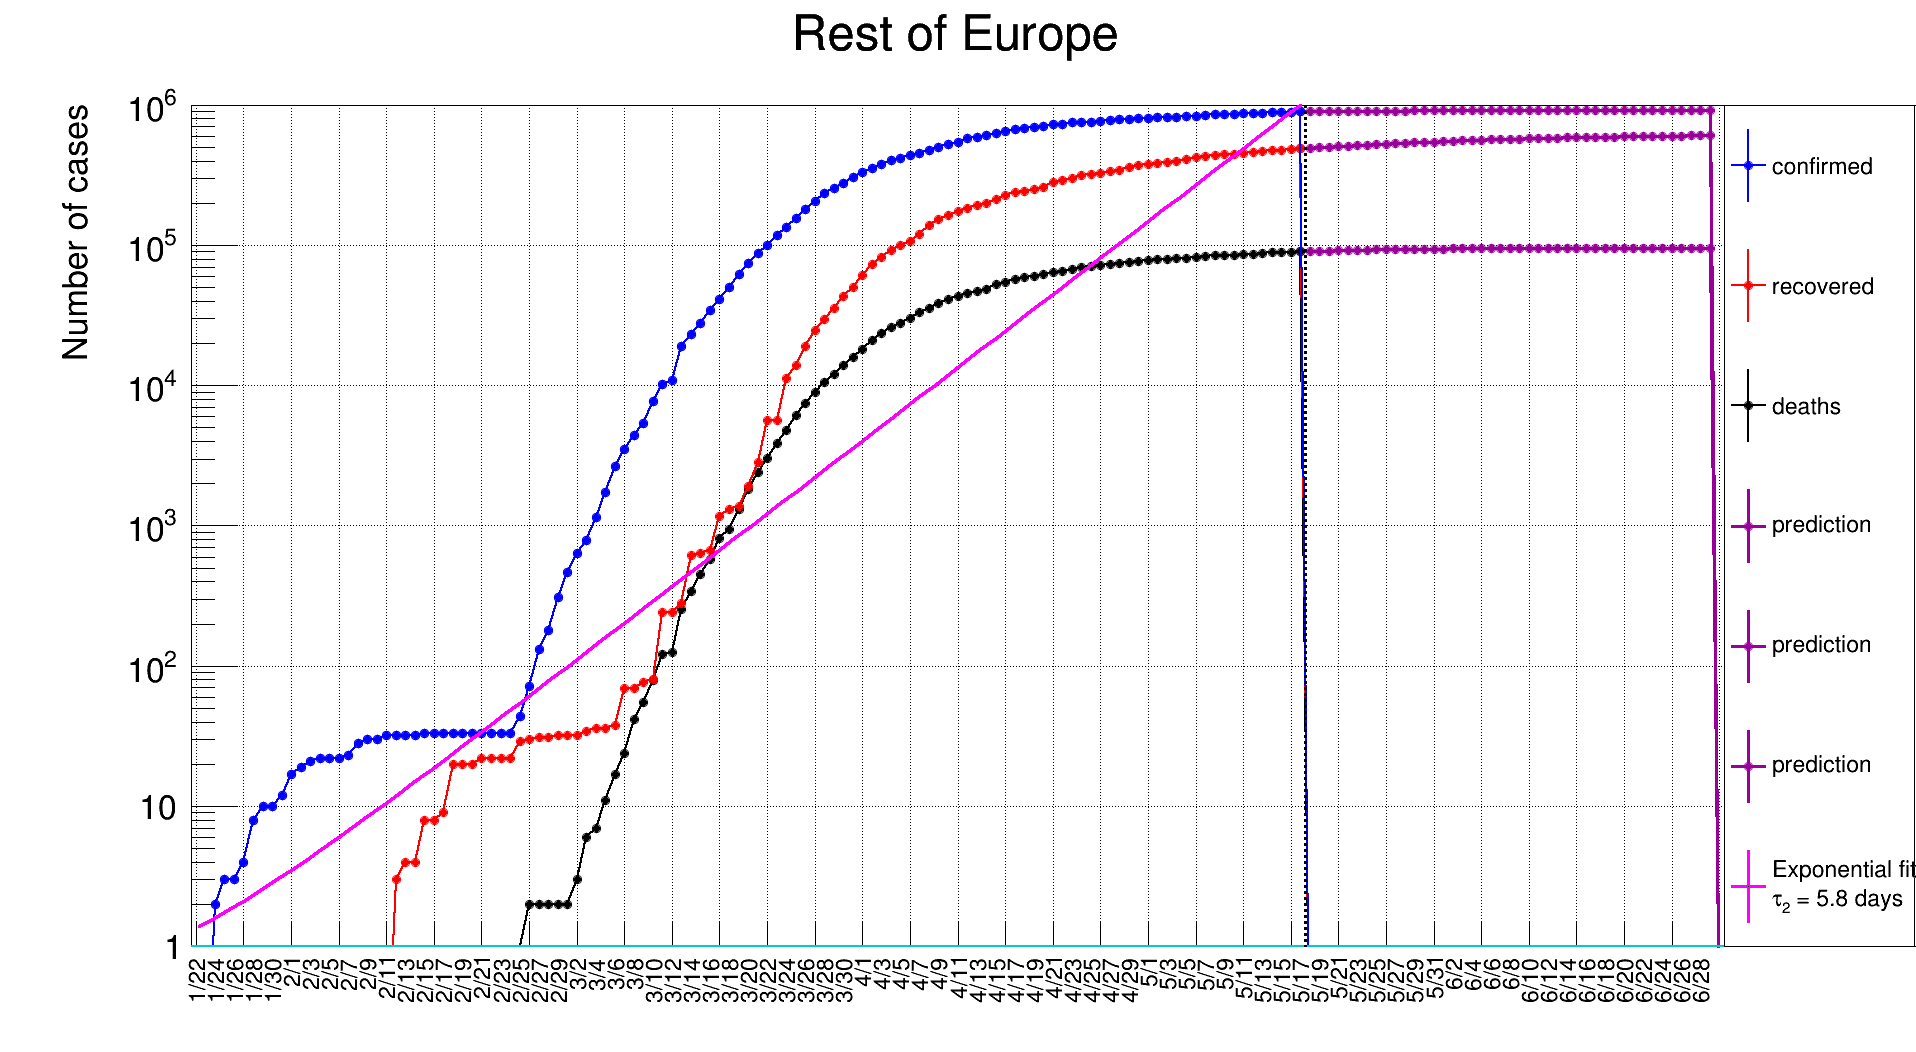 Rest of Europe
Number of cases
10^6
10^5
10^4
10^3
10^2
10
1
1/22 1/24 1/26 1/28 1/30 2/1 2/3 2/5 2/7 2/9 2/11 2/13 2/15 2/17 2/19 2/21 2/23 2/25 2/27 2/29 3/2 3/4 3/6 3/8 3/10 3/12 3/14 3/16 3/18 3/20 3/22 3/24 3/26 3/28 3/30 4/1 4/3 4/5 4/7 4/9 4/11 4/13 4/15 4/17 4/19 4/21 4/23 4/25 4/27 4/29 5/1 5/3 5/5 5/7 5/9 5/11 5/13 5/15 5/17 5/19 5/21 5/23 5/25 5/27 5/29 5/31 6/2 6/4 6/6 6/8 6/10 6/12 6/14 6/16 6/18 6/20 6/22 6/24 6/26 6/28
confirmed
recovered
deaths
prediction
prediction
prediction
Exponential fit
τ₂ = 5.8 days